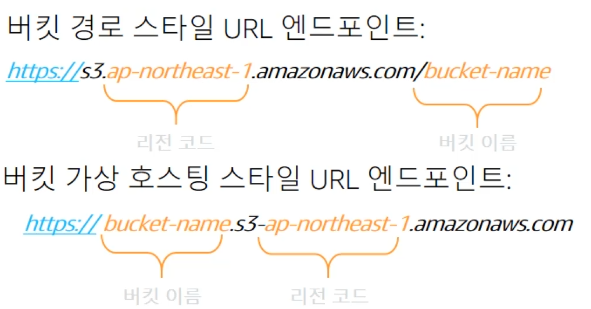 버킷 경로 스타일 URL 엔드포인트:
https://s3.ap-northeast-1.amazonaws.com/bucket-name
리전 코드 버킷 이름
버킷 가상 호스팅 스타일 URL 엔드포인트:
https:// bucket-name.s3-ap-northeast-1.amazonaws.com
버킷 이름 리전 코드